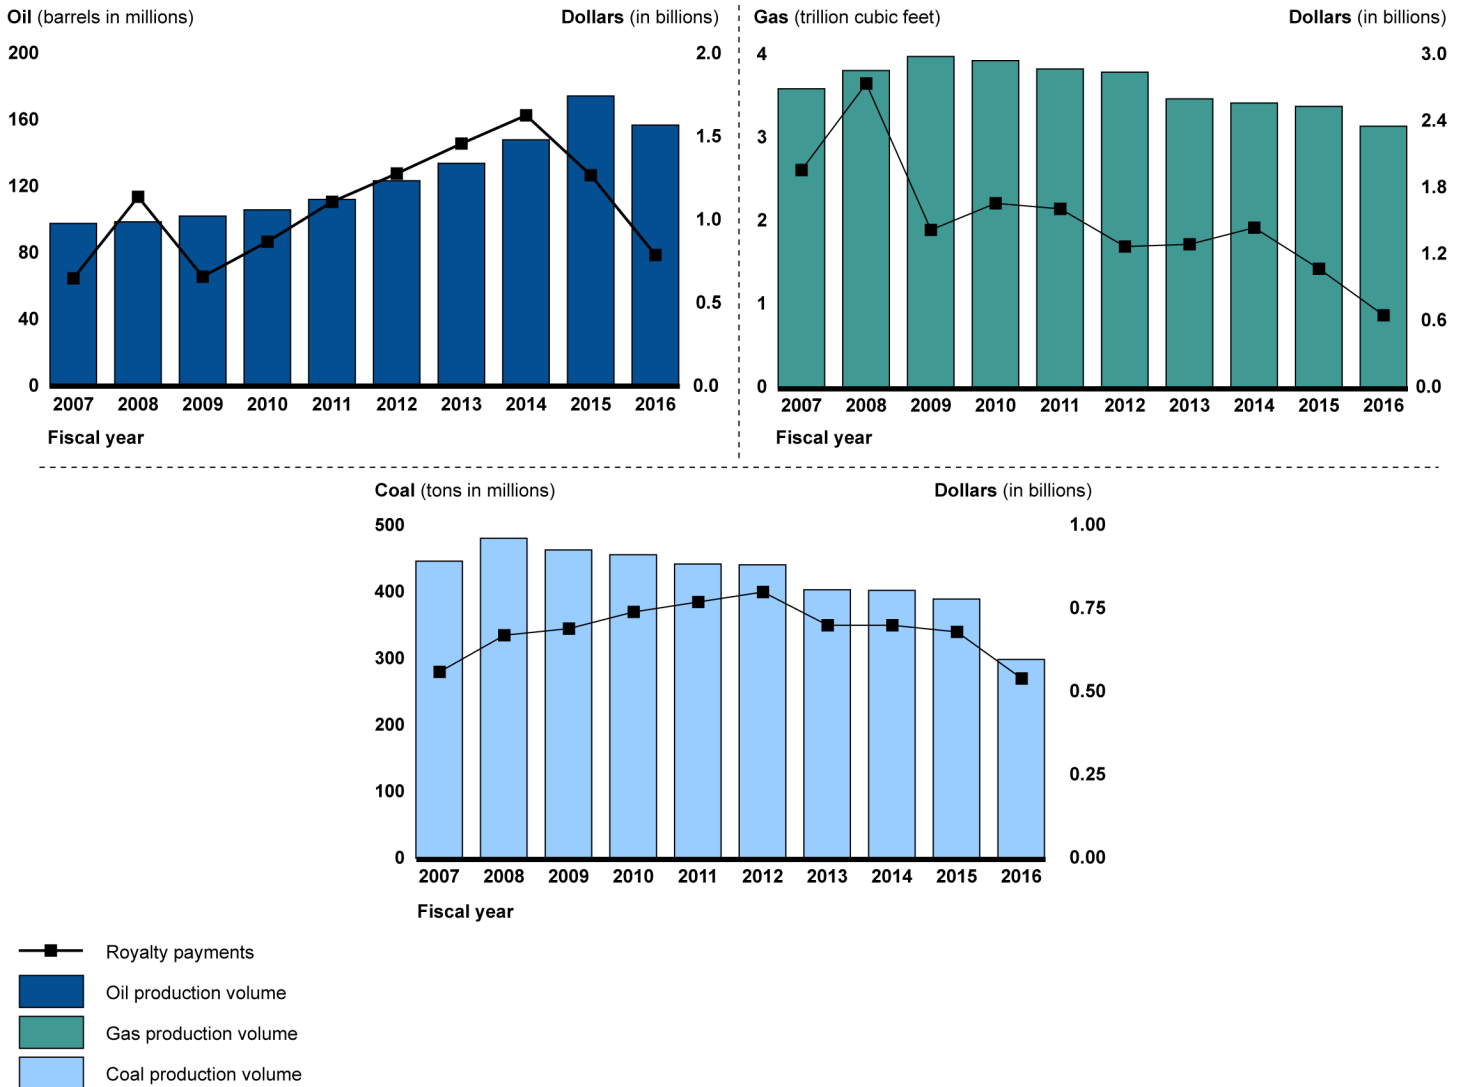 Oil (barrels in millions) Dollars (in billions)
200 2.0
160 1.5
120
1.0
80
0.5
40
0 0.0
2007 2008 2009 2010 2011 2012 2013 2014 2015 2016
Fiscal year
Gas (trillion cubic feet) Dollars (in billions)
4 3.0
2.4
3
1.8
2
1.2
1
0.6
0 0.0
2007 2008 2009 2010 2011 2012 2013 2014 2015 2016
Fiscal year
Coal (tons in millions) Dollars (in billions)
500 1.00
400
0.75
300
0.50
200
0.25
100
0 0.00
2007 2008 2009 2010 2011 2012 2013 2014 2015 2016
Fiscal year
Royalty payments
Oil production volume
Gas production volume
Coal production volume